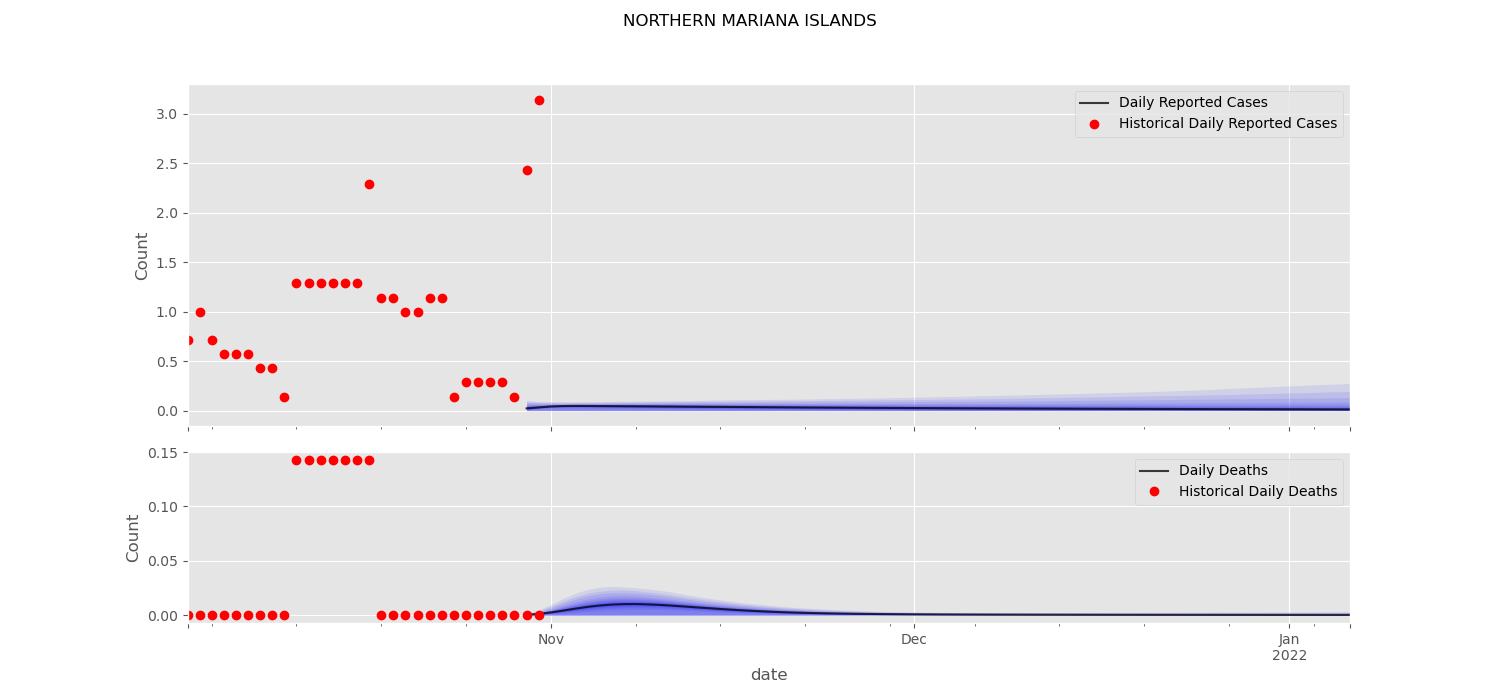 NORTHERN MARIANA ISLANDS
Daily Reported Cases
Historical Daily Reported Cases
3.0
2.5
2.0
1.5
1.0
0.5
0.0
Count
Daily Deaths
Historical Daily Deaths
0.15
0.10
0.05
0.00
Count
Nov
Dec
Jan
2022
date